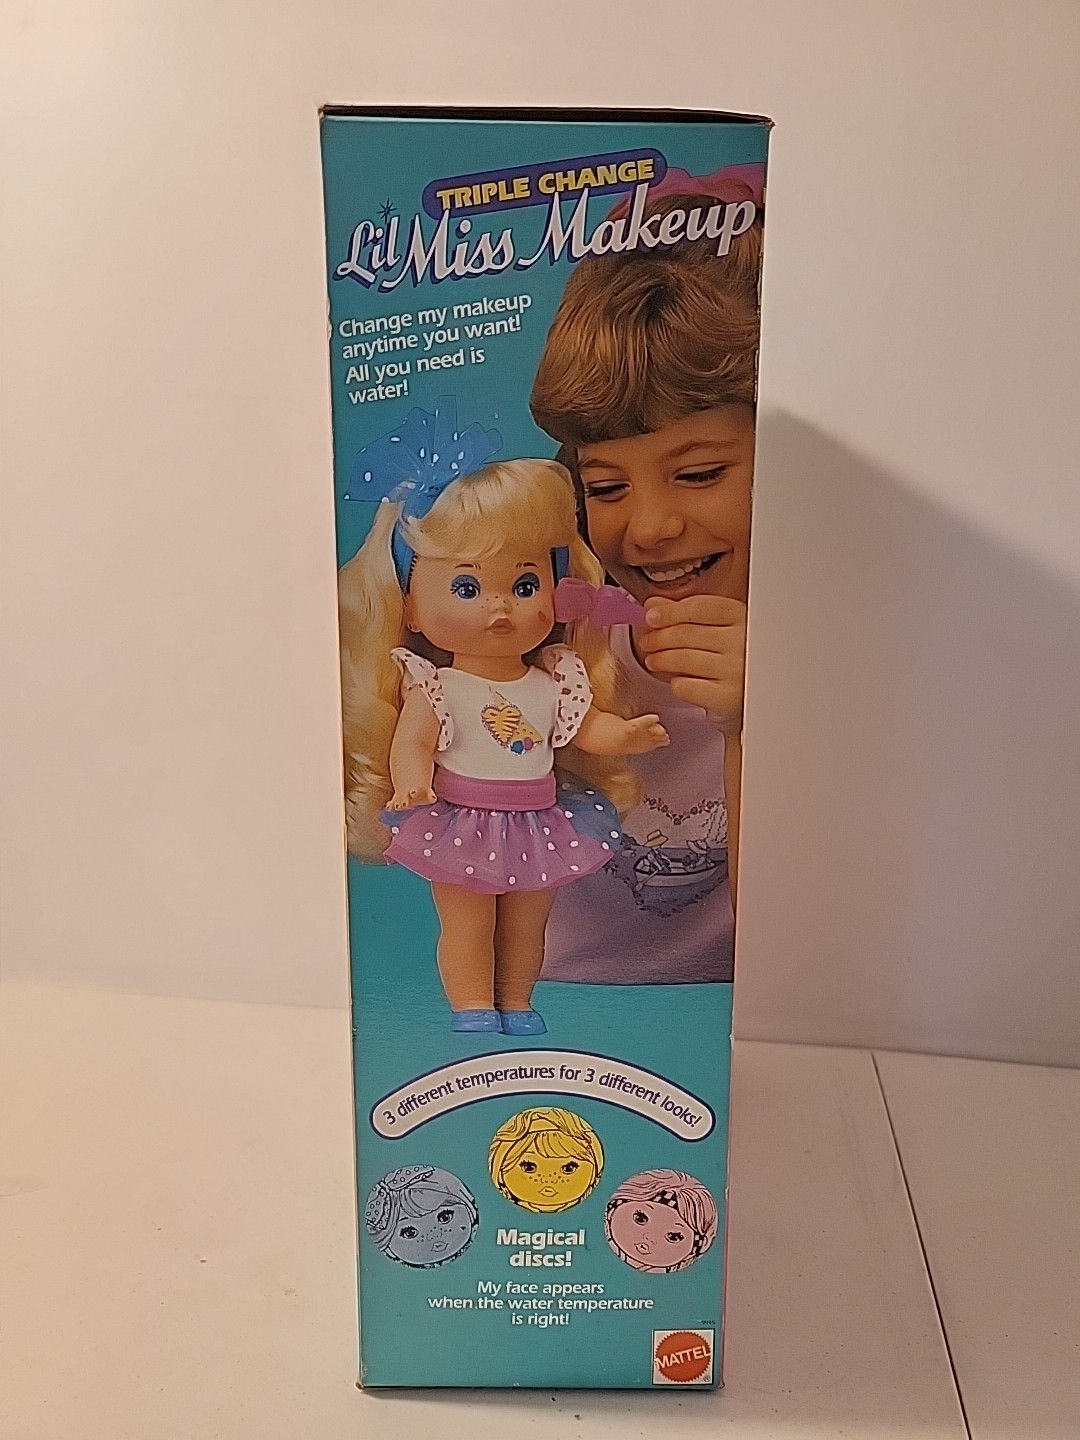 TRIPLE CHANGE
Lil Miss Makeup
Change my makeup
anytime you want!
All you need is
water!
3 different temperatures for 3 different looks!
Magical
discs!
My face appears
when the water temperature
is right!
9945
MATTEL
®